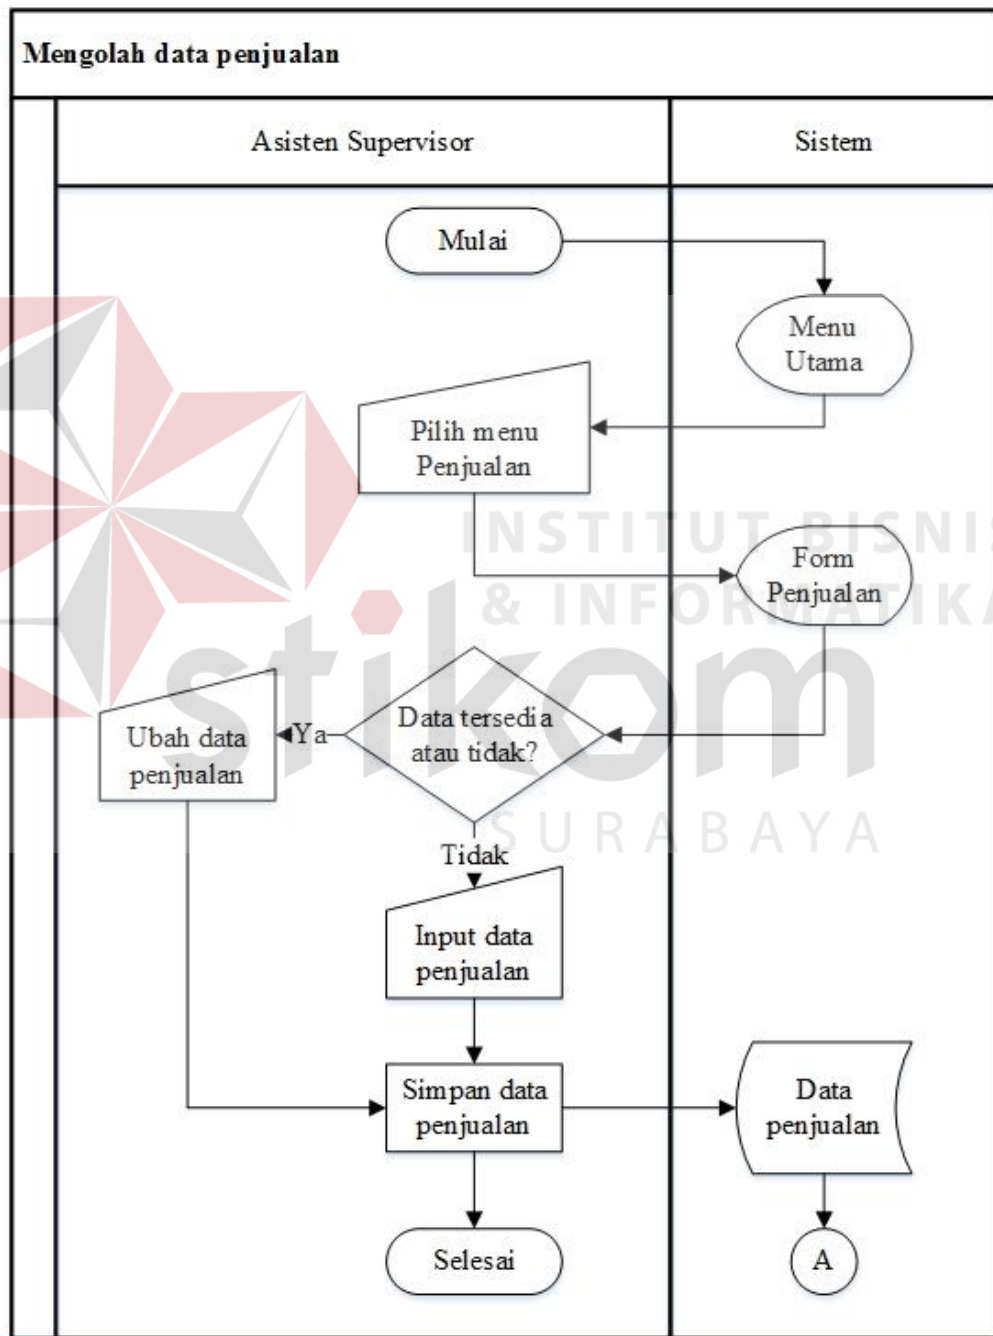 Mengolah data penjualan
Asisten Supervisor
Sistem
Mulai
Menu
Utama
Pilih menu
Penjualan
Form
Penjualan
INSTITUT BISNIS
& INFORMATIKA
stikom
SURABAYA
Data tersedia
atau tidak?
Ya
Ubah data
penjualan
Tidak
Input data
penjualan
Simpan data
penjualan
Data
penjualan
Selesai
A